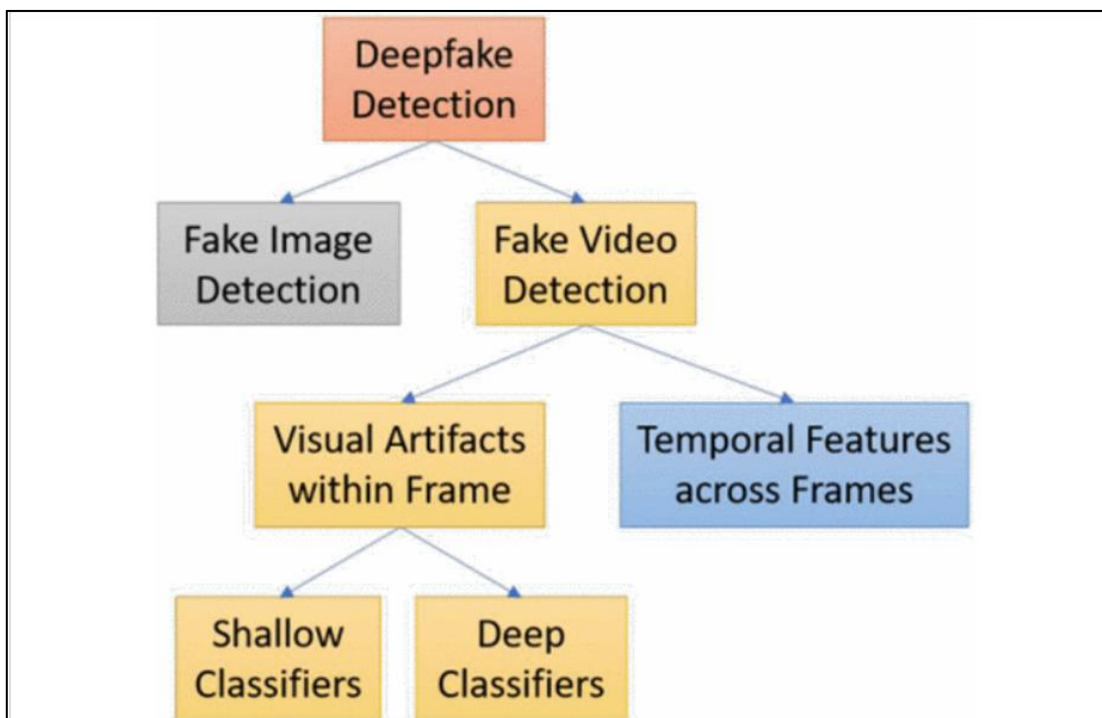 Deepfake
Detection
Fake Image
Detection
Fake Video
Detection
Visual Artifacts
within Frame
Temporal Features
across Frames
Shallow
Classifiers
Deep
Classifiers